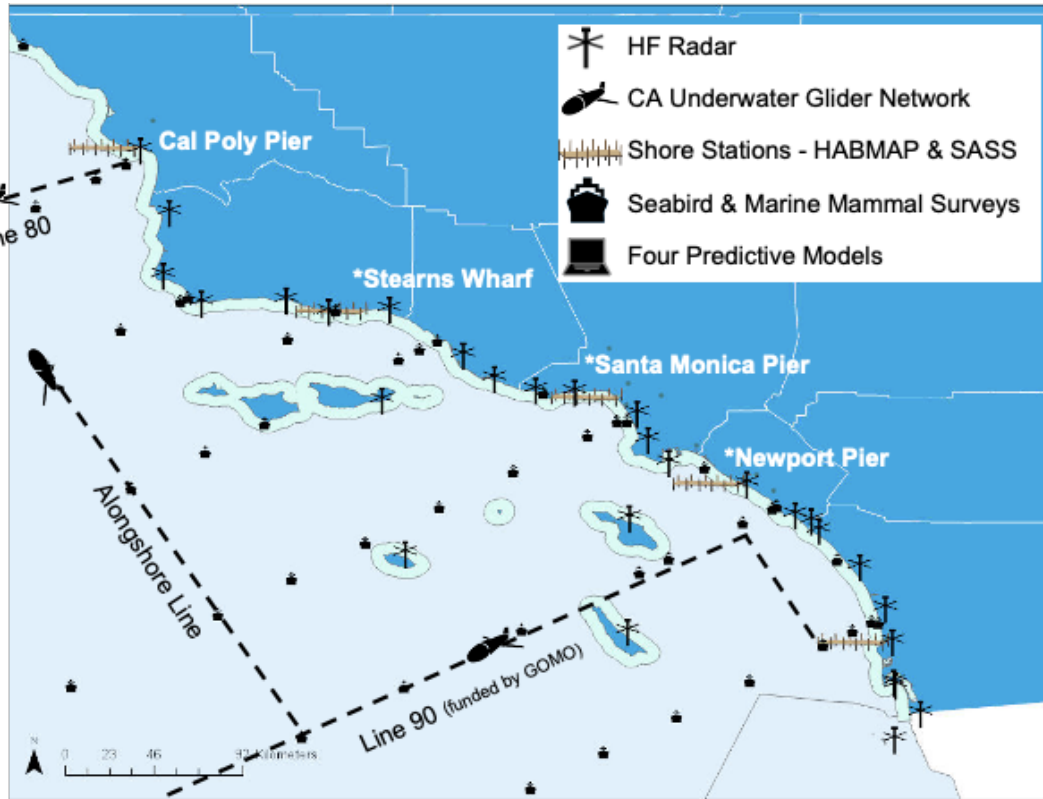 HF Radar
CA Underwater Glider Network
Shore Stations - HABMAP & SASS
Seabird & Marine Mammal Surveys
Four Predictive Models
Cal Poly Pier
80
*Stearns Wharf
*Santa Monica Pier
*Newport Pier
Alongshore Line
Line 90 (funded by GOMO)
N
0 23 46 92 Kilometers